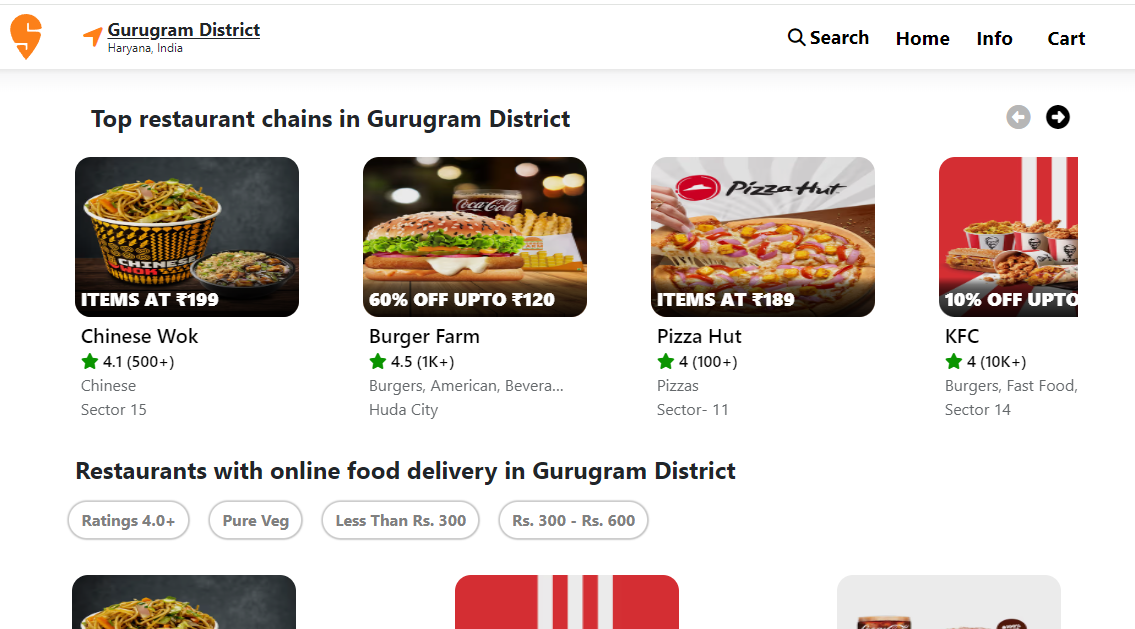 Gurugram District
Haryana, India
Search
Home
Info
Cart
Top restaurant chains in Gurugram District
CHINESE
WOK
ITEMS AT ₹199
Coca-Cola
60% OFF UPTO ₹120
Pizza Hut
ITEMS AT ₹189
KFC
10% OFF UPTO
Chinese Wok
4.1 (500+)
Chinese
Sector 15
Burger Farm
4.5 (1K+)
Burgers, American, Bevera...
Huda City
Pizza Hut
4 (100+)
Pizzas
Sector- 11
KFC
4 (10K+)
Burgers, Fast Food,
Sector 14
Restaurants with online food delivery in Gurugram District
Ratings 4.0+
Pure Veg
Less Than Rs. 300
Rs. 300 - Rs. 600